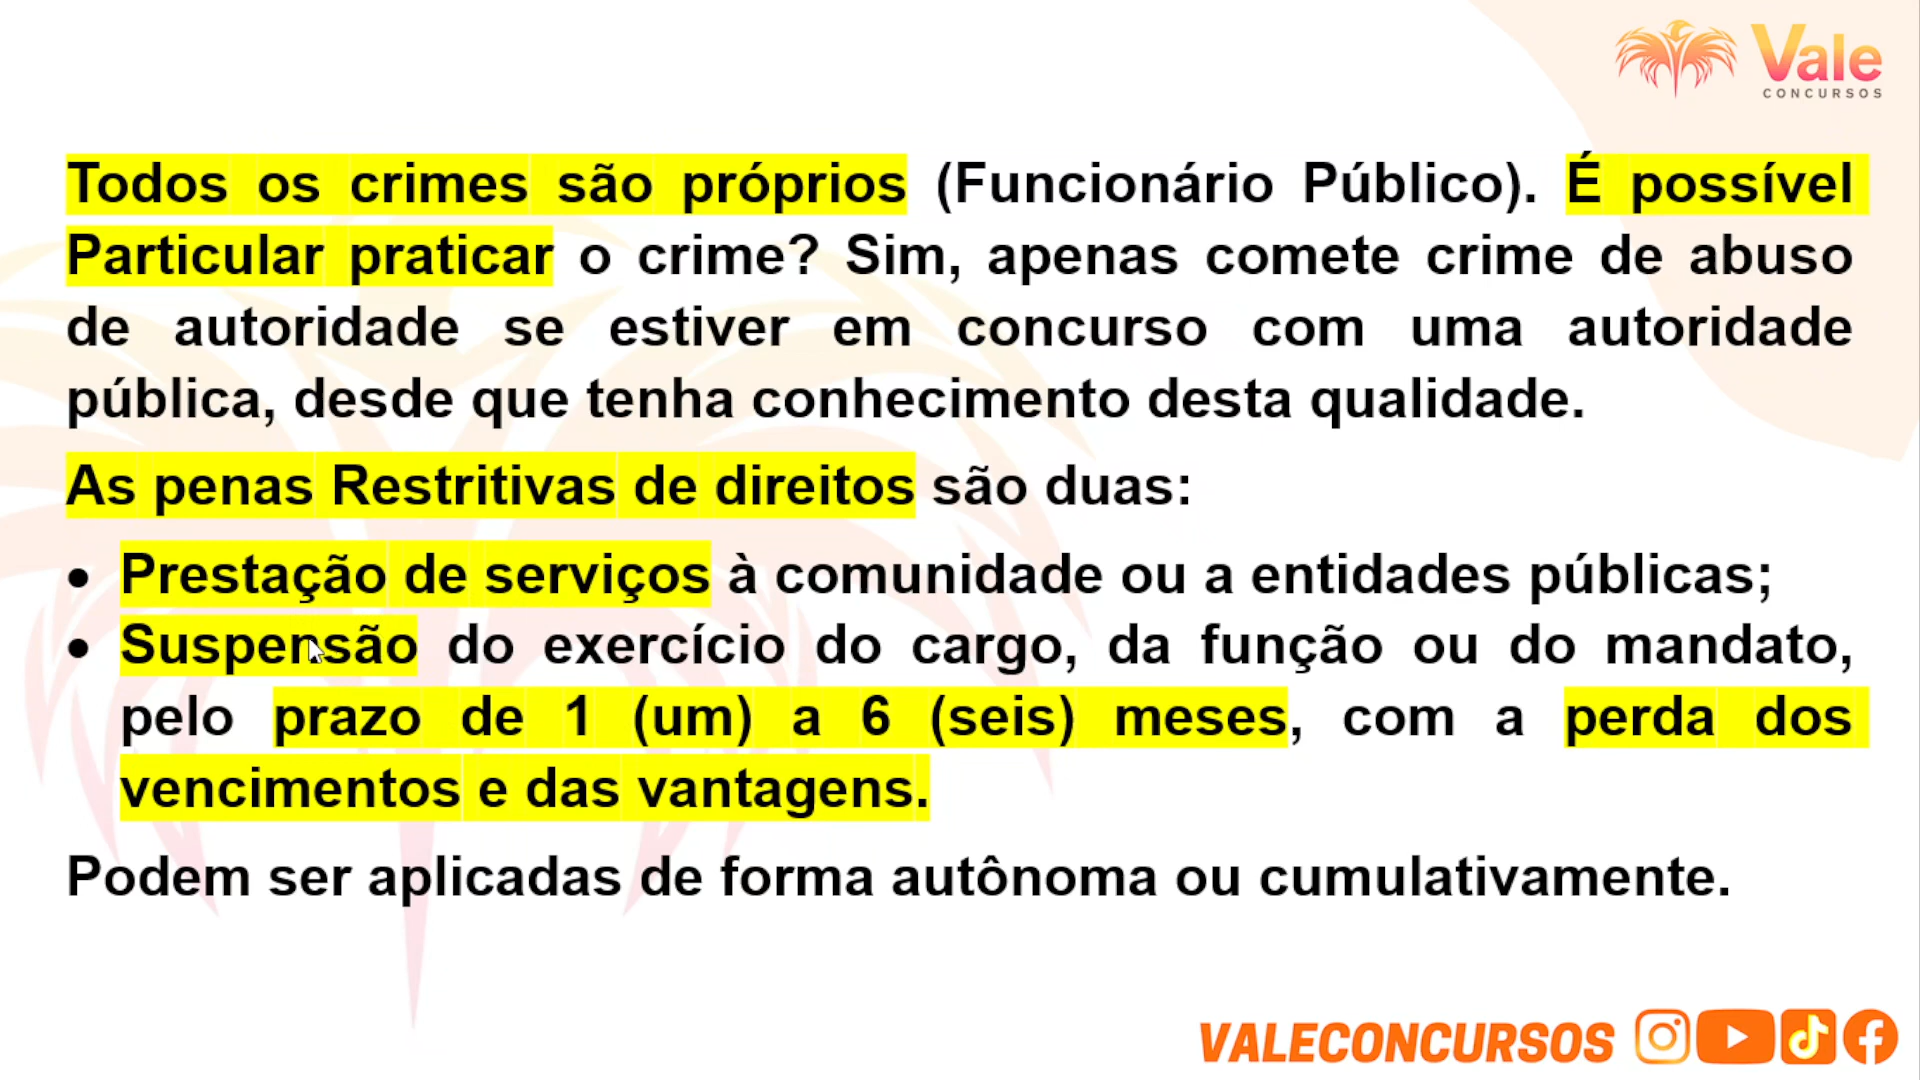 Vale
CONCURSOS
Todos os crimes são próprios (Funcionário Público). É possível
Particular praticar o crime? Sim, apenas comete crime de abuso
de autoridade se estiver em concurso com uma autoridade
pública, desde que tenha conhecimento desta qualidade.
As penas Restritivas de direitos são duas:
• Prestação de serviços à comunidade ou a entidades públicas;
• Suspensão do exercício do cargo, da função ou do mandato,
pelo prazo de 1 (um) a 6 (seis) meses, com a perda dos
vencimentos e das vantagens.
Podem ser aplicadas de forma autônoma ou cumulativamente.
VALECONCURSOS